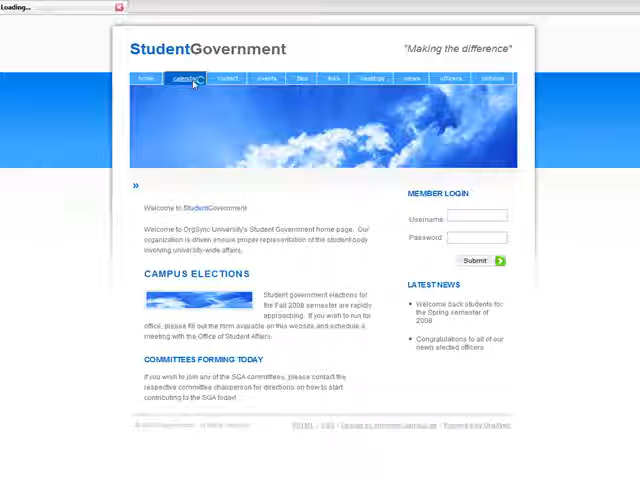 Loading...
StudentGovernment
"Making the difference"
home calendar contact events files links meetings news officers petitions
»
Welcome to StudentGovernment
Welcome to OrgSync University's Student Government home page. Our
organization is driven ensure proper representation of the student body
involving university-wide affairs.
CAMPUS ELECTIONS
Student government elections for
the Fall 2008 semester are rapidly
approaching. If you wish to run for
office, please fill out the form available on this website and schedule a
meeting with the Office of Student Affairs.
COMMITTEES FORMING TODAY
If you wish to join any of the SGA committees, please contact the
respective committee chairperson for directions on how to start
contributing to the SGA today!
MEMBER LOGIN
Username:
Password:
Submit
LATEST NEWS
Welcome back students for
the Spring semester of
2008
Congratulations to all of our
newly elected officers